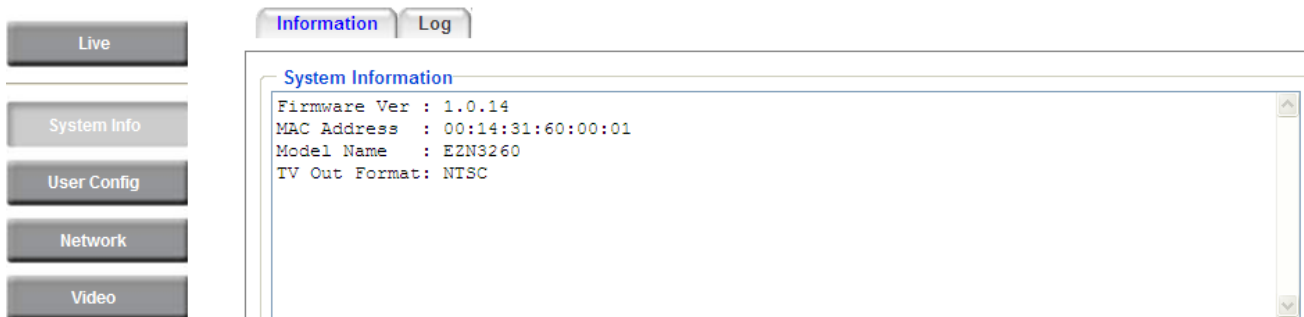 Live
System Info
User Config
Network
Video
Information Log
System Information
Firmware Ver : 1.0.14
MAC Address  : 00:14:31:60:00:01
Model Name   : EZN3260
TV Out Format: NTSC